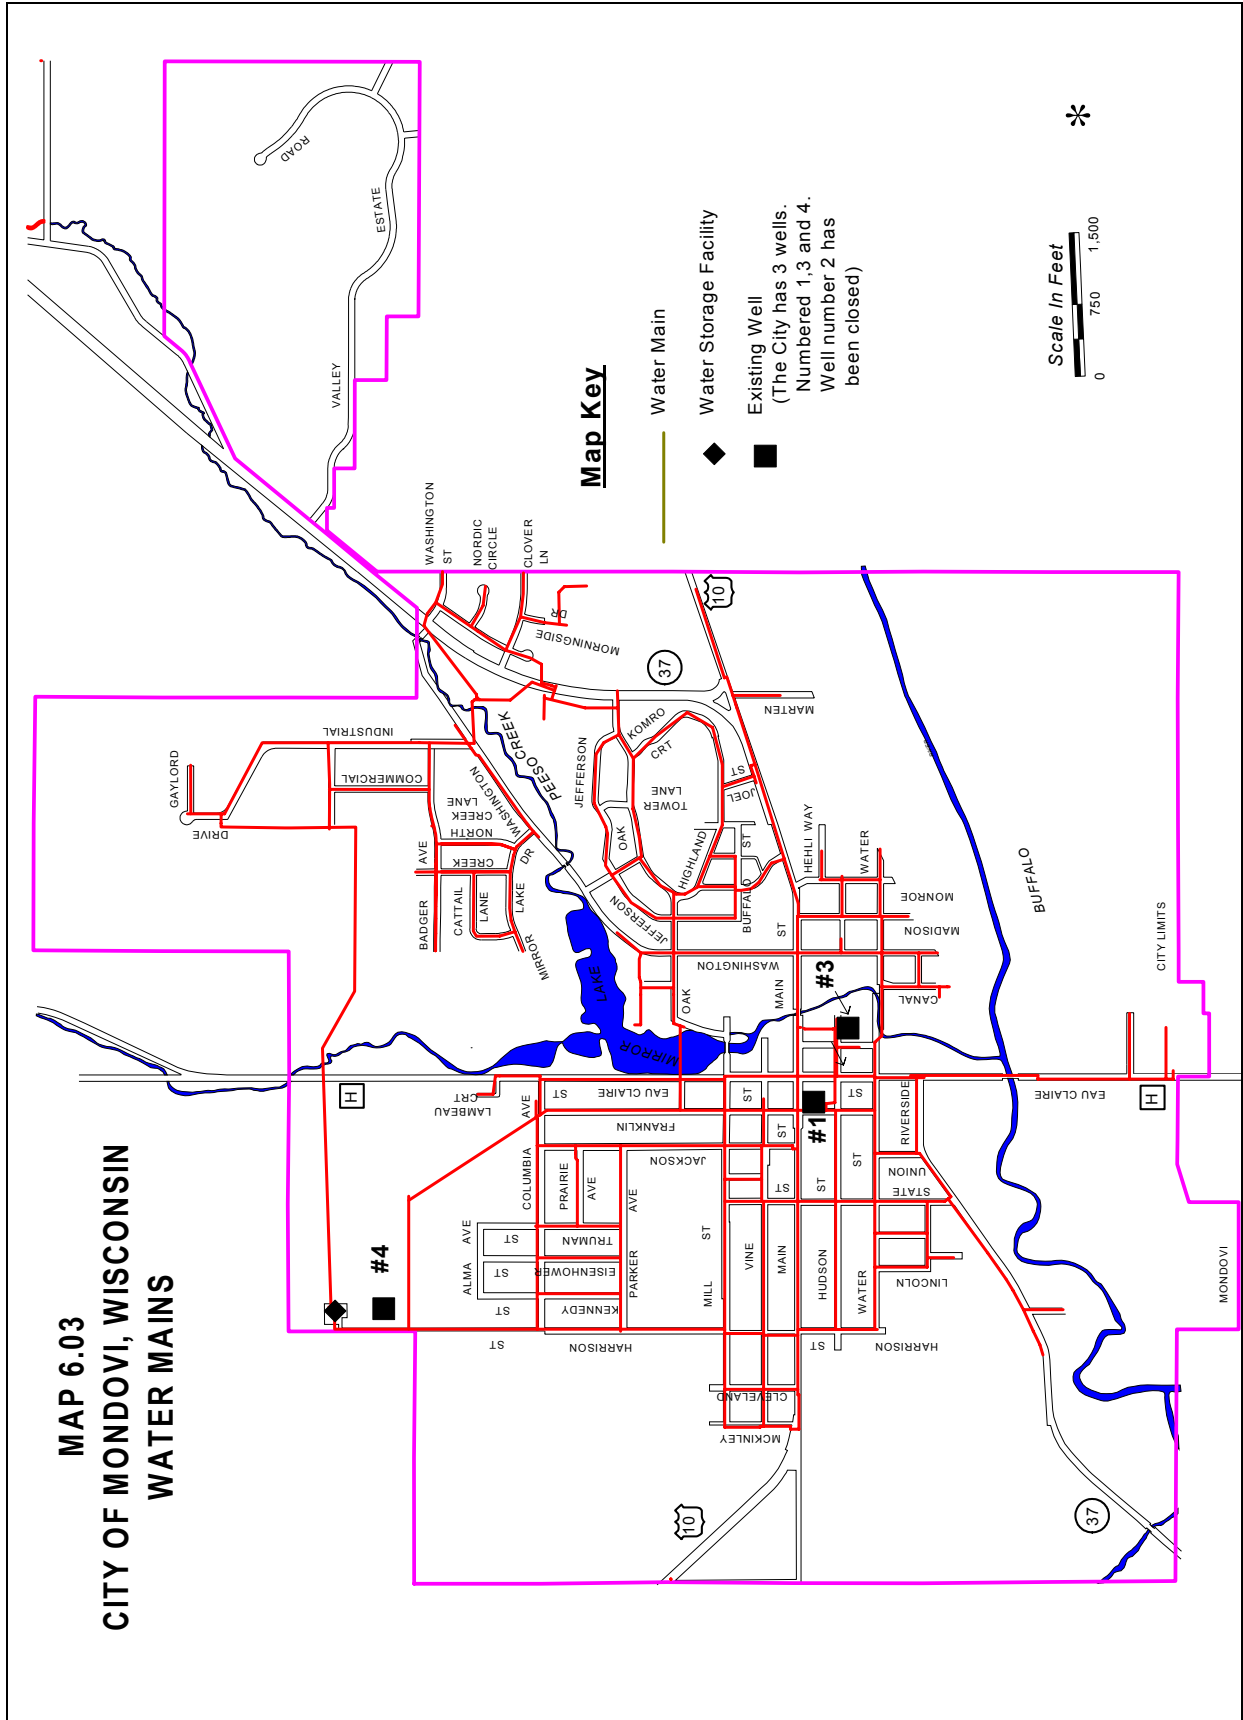 MAP 6.03
CITY OF MONDOVI, WISCONSIN
WATER MAINS
Map Key
Water Main
Water Storage Facility
Existing Well
(The City has 3 wells.
Numbered 1,3 and 4.
Well number 2 has
been closed)
Scale In Feet
0 750 1,500
*
ROAD
ESTATE
VALLEY
WASHINGTON
ST
NORDIC
CIRCLE
CLOVER
LN
DR
MORNINGSIDE
10
37
MARTEN
GAYLORD
DRIVE
INDUSTRIAL
COMMERCIAL
WASHINGTON
NORTH
CREEK
LANE
CREEK
DR
BADGER
AVE
CATTAIL
LANE
LAKE
MIRROR
PEESO CREEK
JEFFERSON
KOMRO
CRT
TOWER
LANE
OAK
HIGHLAND
JOEL
ST
BUFFALO
ST
JEFFERSON
HEHLI WAY
WATER
MONROE
MADISON
WASHINGTON
MAIN
ST
OAK
CANAL
#3
LAKE
MIRROR
BUFFALO
CITY LIMITS
MONDOVI
H
LAMBEAU
CRT
EAU CLAIRE
ST
COLUMBIA
AVE
FRANKLIN
JACKSON
PRAIRIE
AVE
PARKER
AVE
TRUMAN
ST
EISENHOWER
ST
KENNEDY
ST
ALMA
AVE
HARRISON
ST
#4
#1
MILL
ST
VINE
ST
MAIN
ST
HUDSON
ST
WATER
ST
ST
ST
RIVERSIDE
UNION
STATE
LINCOLN
HARRISON
ST
CLEVELAND
MCKINLEY
EAU CLAIRE
H
10
37